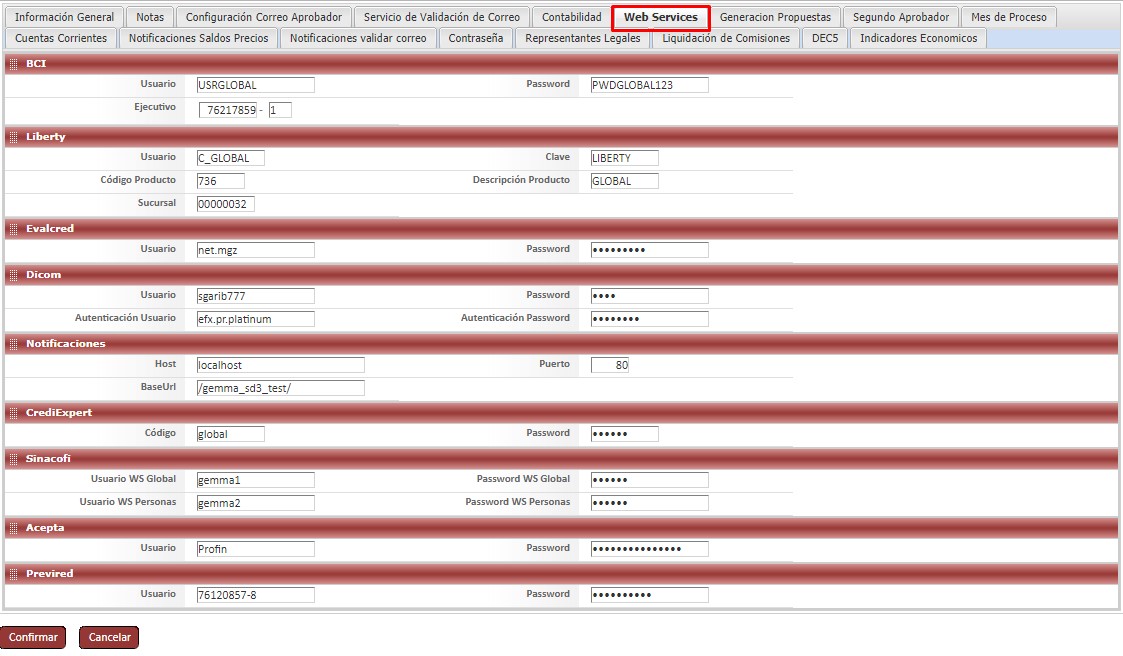 Información General Notas Configuración Correo Aprobador Servicio de Validación de Correo Contabilidad Web Services Generacion Propuestas Segundo Aprobador Mes de Proceso
Cuentas Corrientes Notificaciones Saldos Precios Notificaciones validar correo Contraseña Representantes Legales Liquidación de Comisiones DEC5 Indicadores Economicos
BCI
Usuario USRGLOBAL Password PWDGLOBAL123
Ejecutivo 76217859 - 1
Liberty
Usuario C_GLOBAL Clave LIBERTY
Código Producto 736 Descripción Producto GLOBAL
Sucursal 00000032
Evalcred
Usuario net.mgz Password •••••••••
Dicom
Usuario sgarib777 Password ••••
Autenticación Usuario efx.pr.platinum Autenticación Password ••••••••
Notificaciones
Host localhost Puerto 80
BaseUrl /gemma_sd3_test/
CrediExpert
Código global Password ••••••
Sinacofi
Usuario WS Global gemma1 Password WS Global ••••••
Usuario WS Personas gemma2 Password WS Personas ••••••
Acepta
Usuario Profin Password •••••••••••••••
Previred
Usuario 76120857-8 Password ••••••••••
Confirmar Cancelar